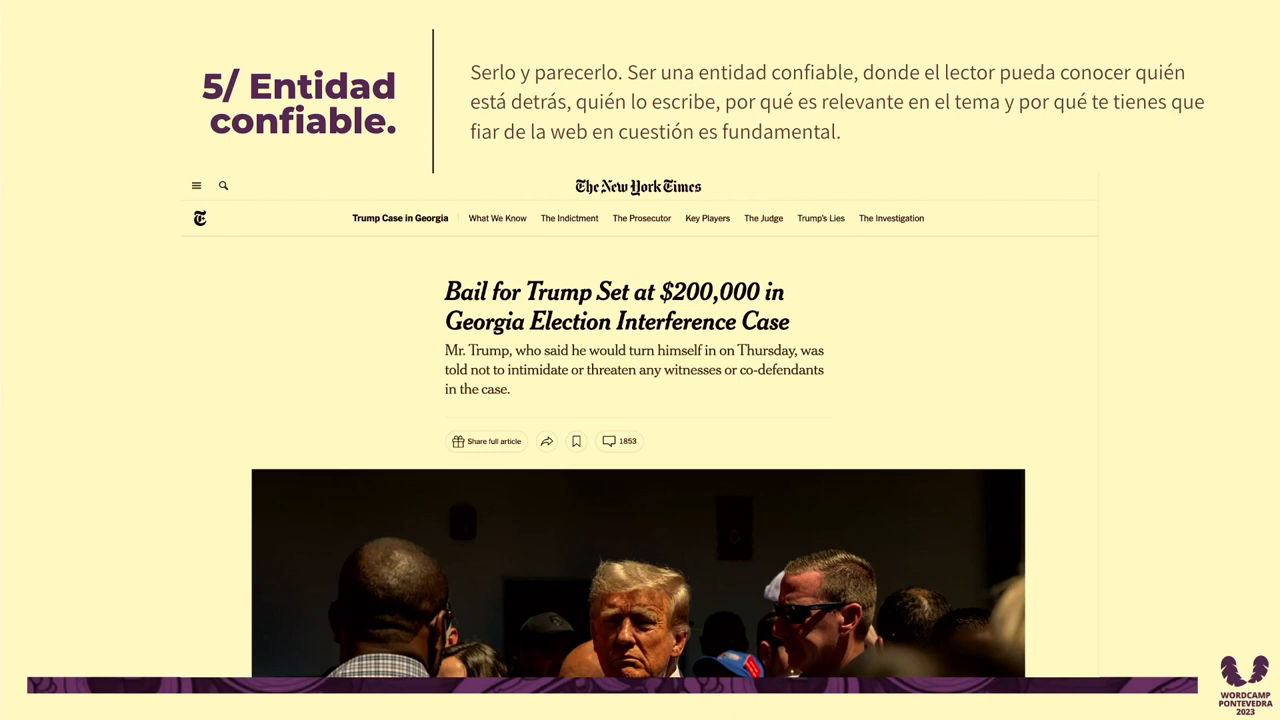 5/ Entidad
confiable.
Serlo y parecerlo. Ser una entidad confiable, donde el lector pueda conocer quién
está detrás, quién lo escribe, por qué es relevante en el tema y por qué te tienes que
fiar de la web en cuestión es fundamental.
The New York Times
Trump Case in Georgia What We Know The Indictment The Prosecutor Key Players The Judge Trump's Lies The Investigation
Bail for Trump Set at $200,000 in
Georgia Election Interference Case
Mr. Trump, who said he would turn himself in on Thursday, was
told not to intimidate or threaten any witnesses or co-defendants
in the case.
Share full article 1853
WORDCAMP
PONTEVEDRA
2023